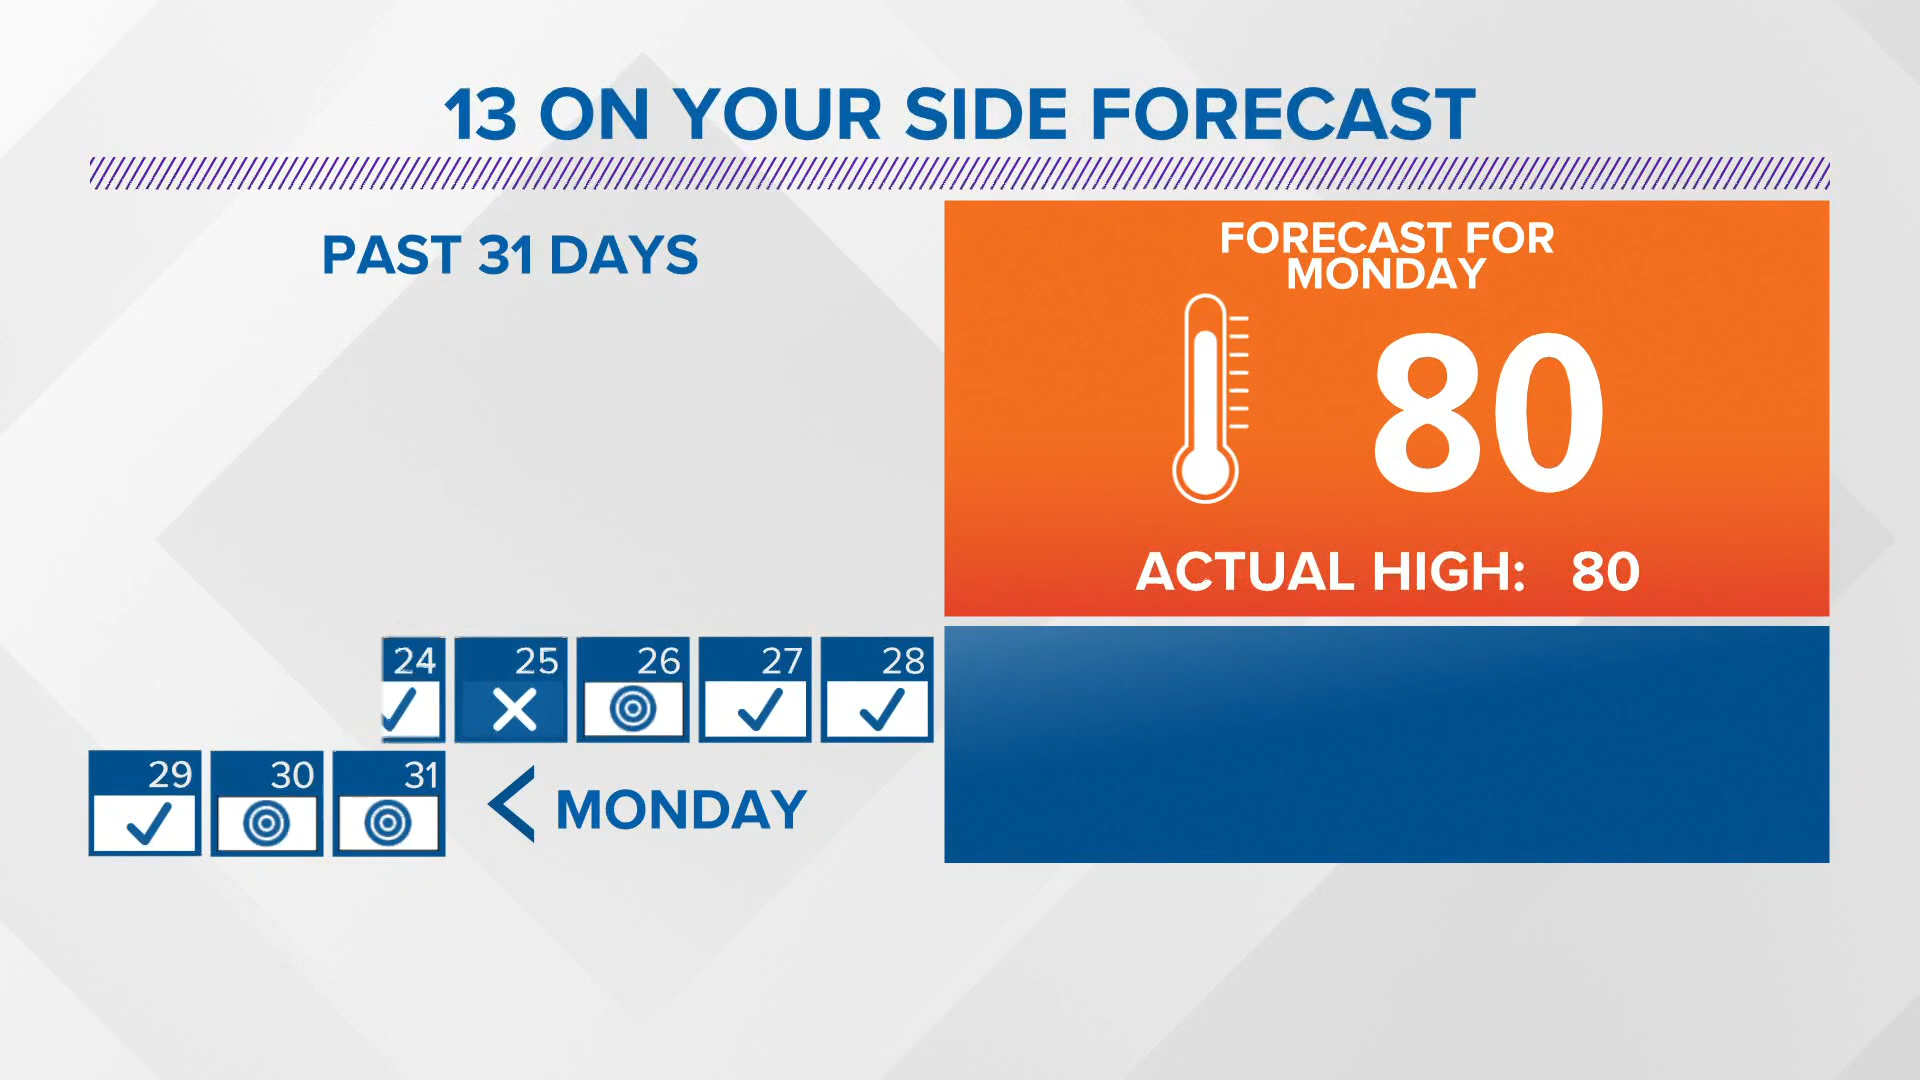 13 ON YOUR SIDE FORECAST
PAST 31 DAYS
FORECAST FOR
MONDAY
80
ACTUAL HIGH: 80
24 25 26 27 28
29 30 31
MONDAY